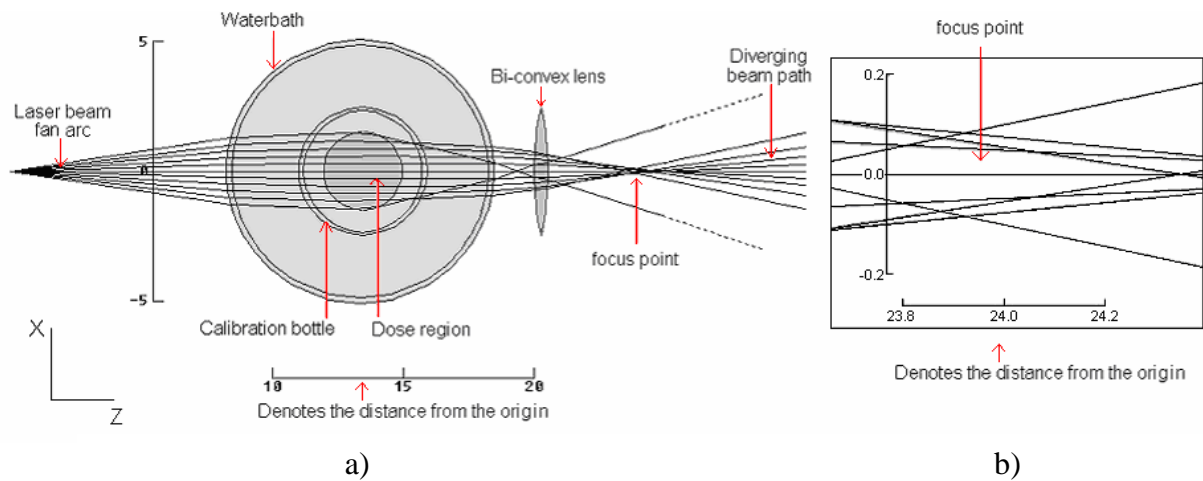 Waterbath
5
Laser beam
fan arc
0
-5
Bi-convex lens
Diverging
beam path
focus point
Calibration bottle
Dose region
X
Z
10
15
20
Denotes the distance from the origin
a)
focus point
0.2
-0.0
-0.2
23.8
24.0
24.2
Denotes the distance from the origin
b)